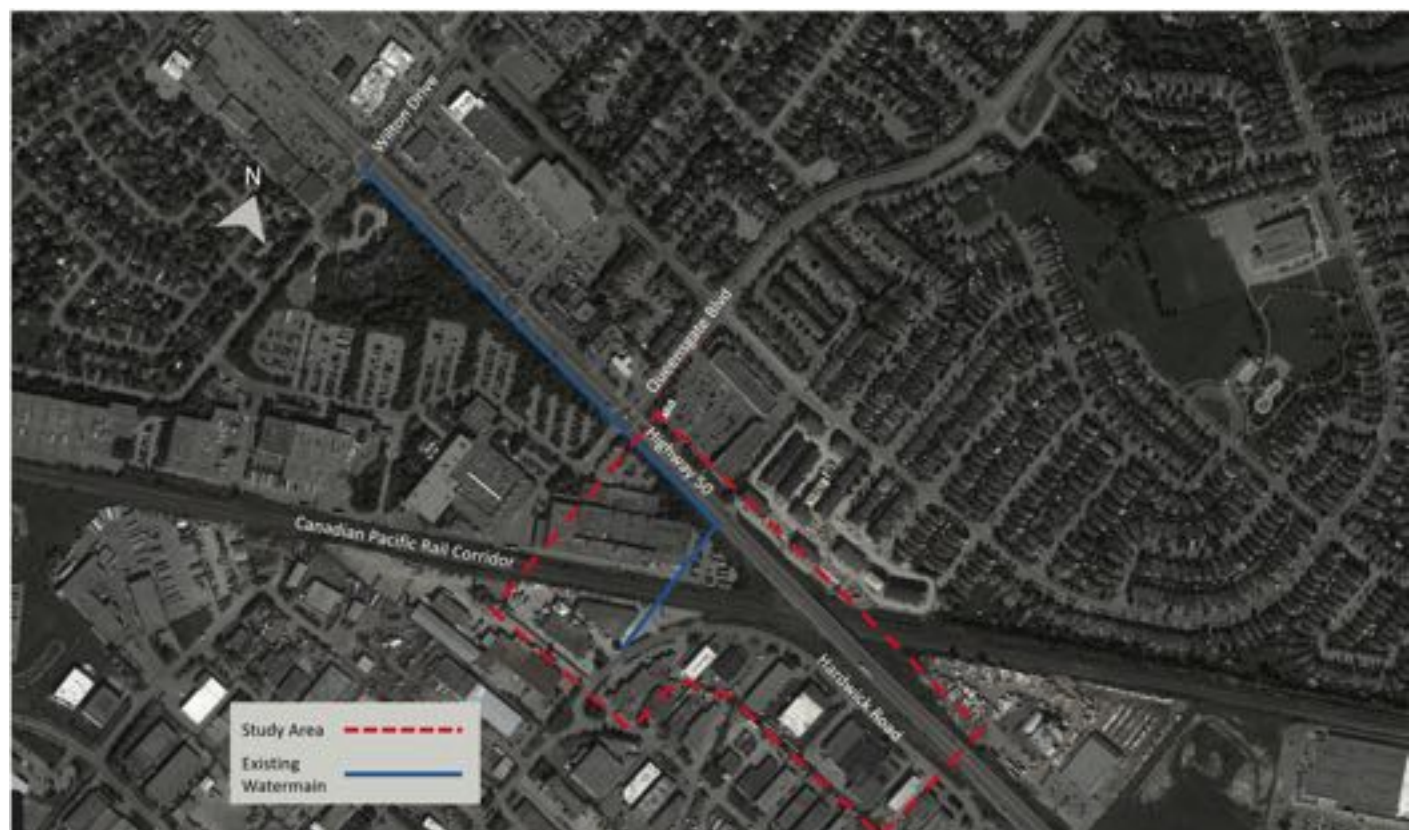 Wilton Drive
N
Queensgate Blvd
Highway 50
Canadian Pacific Rail Corridor
Hardwick Road
Study Area
Existing
Watermain